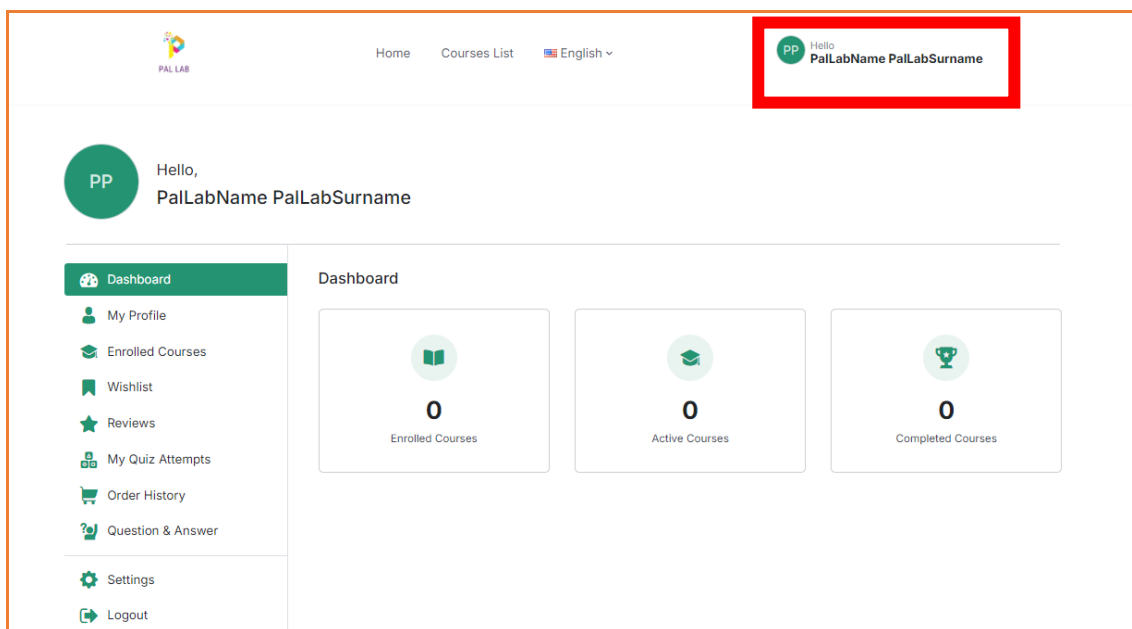 PAL LAB
Home Courses List English
PP Hello
PalLabName PalLabSurname
PP
Hello,
PalLabName PalLabSurname
Dashboard
My Profile
Enrolled Courses
Wishlist
Reviews
My Quiz Attempts
Order History
Question & Answer
Settings
Logout
Dashboard
0
Enrolled Courses
0
Active Courses
0
Completed Courses